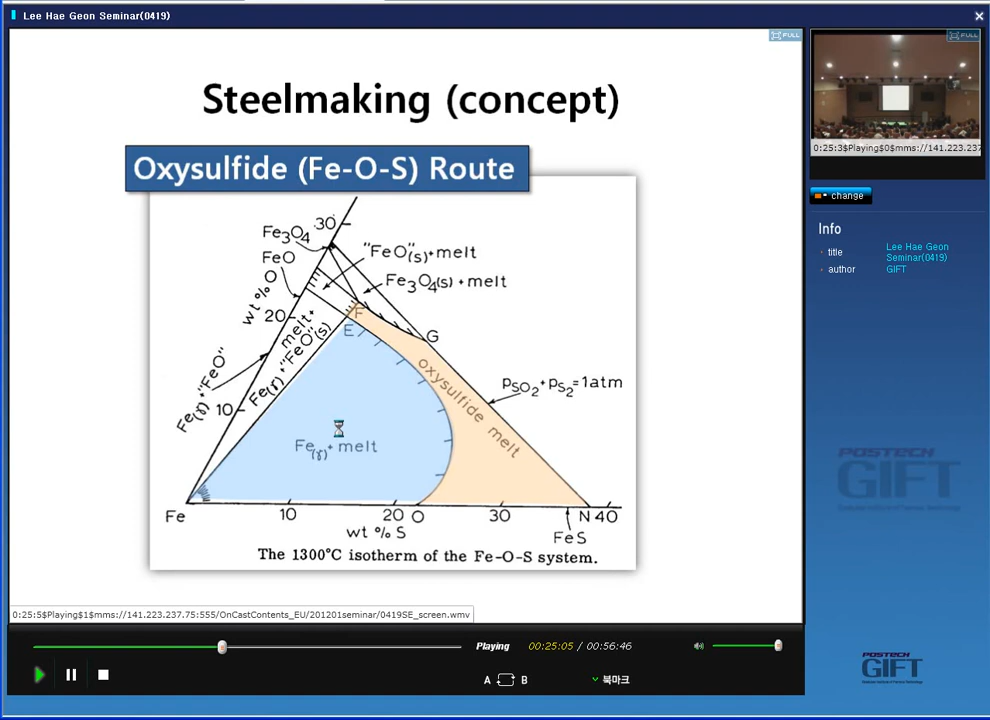 Lee Hae Geon Seminar(0419)
FULL
Steelmaking (concept)
Oxysulfide (Fe-O-S) Route
30
Fe3O4
"FeO"(s)+melt
FeO
Fe3O4(s) + melt
wt %O
20
melt+
Fe(γ)+"FeO"(s)
F
E
G
oxysulfide melt
pSO2+pS2=1atm
Fe(γ)+"FeO"
10
Fe(γ)+ melt
Fe
10
20
O
30
N
40
wt %S
FeS
The 1300°C isotherm of the Fe-O-S system.
0:25:5$Playing$1$mms://141.223.237.75:555/OnCastContents_EU/201201seminar/0419SE_screen.wmv
Playing
00:25:05 / 00:56:46
A
B
북마크
FULL
0:25:3$Playing$0$mms://141.223.237
change
Info
title
Lee Hae Geon
Seminar(0419)
author
GIFT
POSTECH
GIFT
POSTECH
GIFT